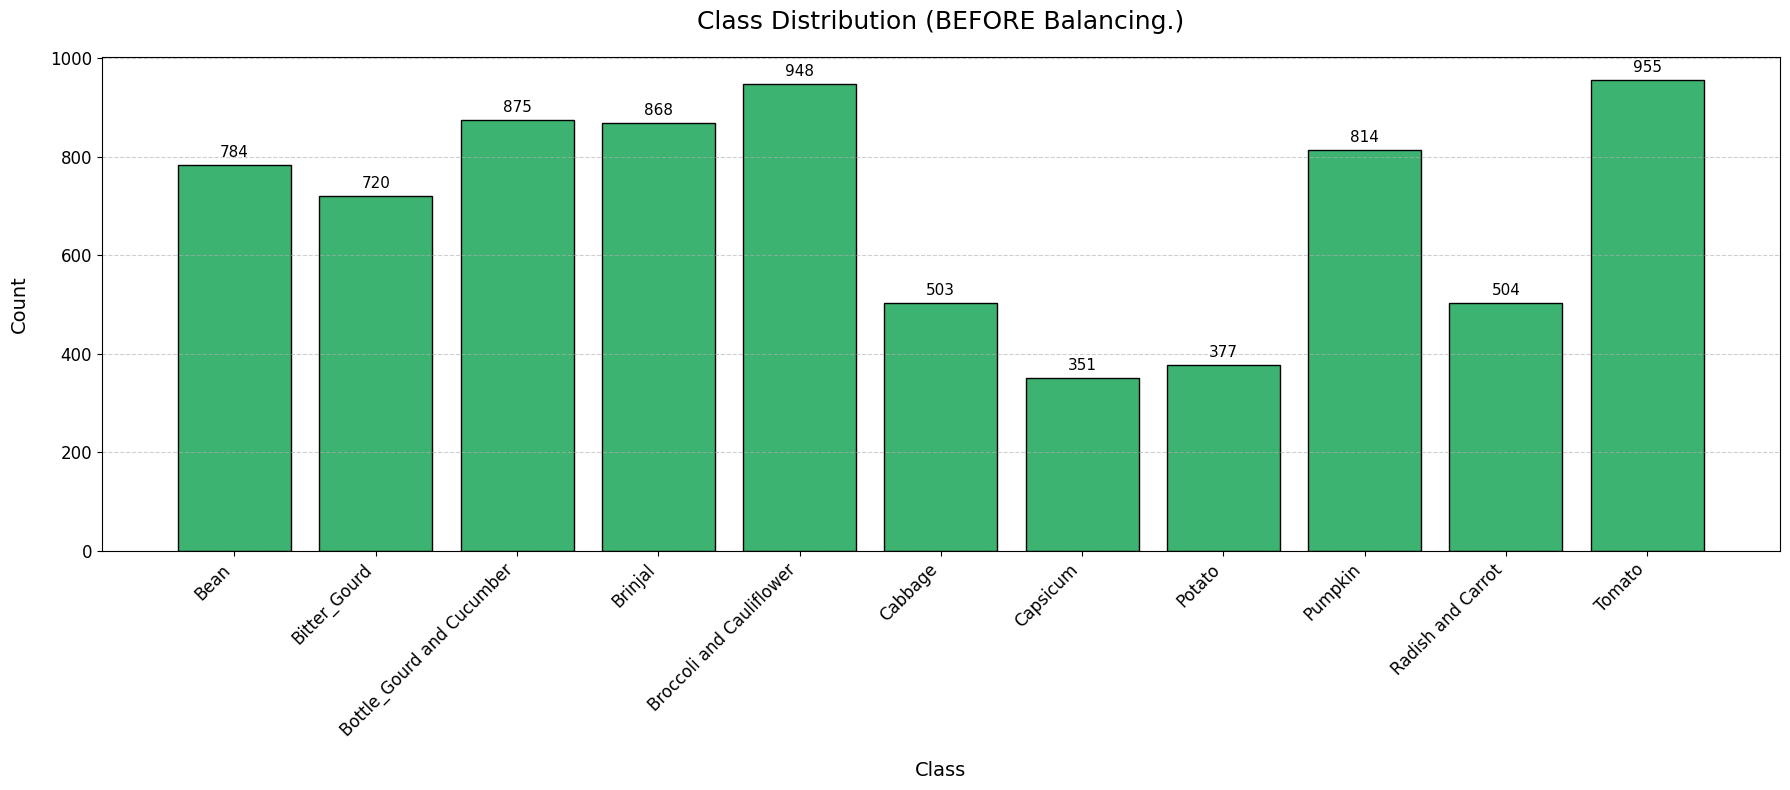 Class Distribution (BEFORE Balancing.)
Count
1000
800
600
400
200
0
784
720
875
868
948
503
351
377
814
504
955
Bean
Bitter_Gourd
Bottle_Gourd and Cucumber
Brinjal
Broccoli and Cauliflower
Cabbage
Capsicum
Potato
Pumpkin
Radish and Carrot
Tomato
Class